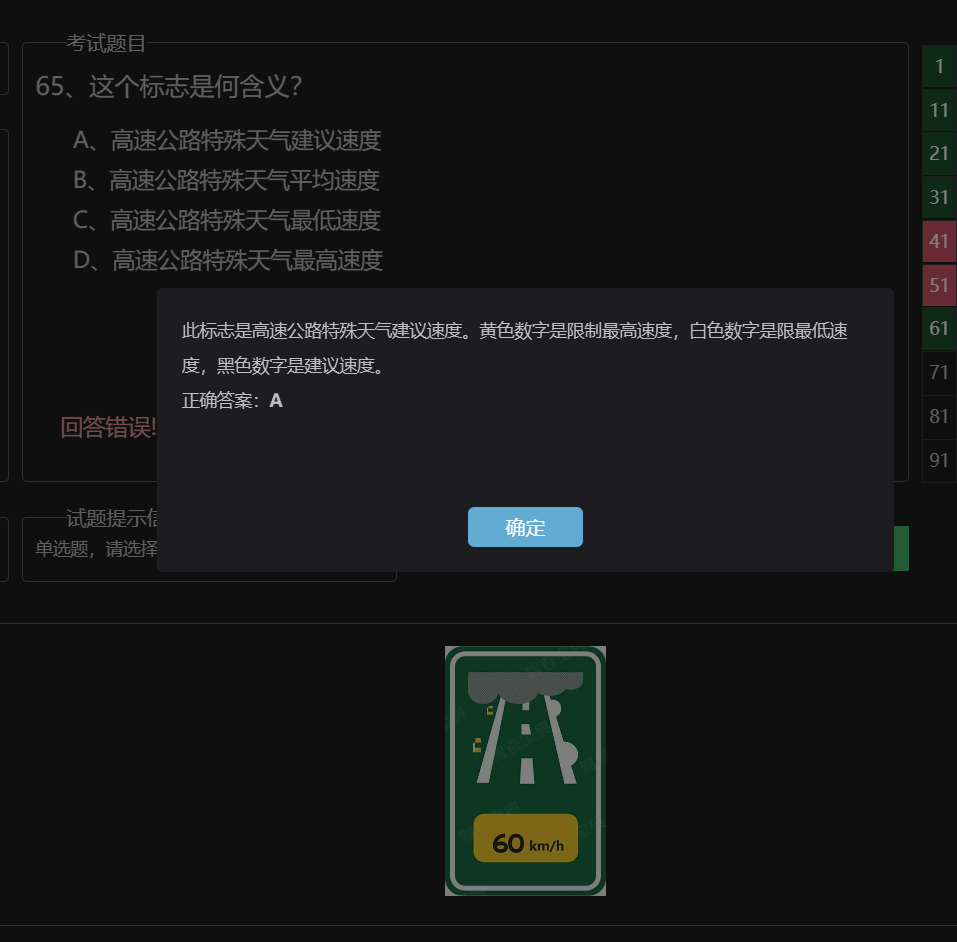 考试题目
65、这个标志是何含义?
A、高速公路特殊天气建议速度
B、高速公路特殊天气平均速度
C、高速公路特殊天气最低速度
D、高速公路特殊天气最高速度
此标志是高速公路特殊天气建议速度。黄色数字是限制最高速度，白色数字是限最低速
度，黑色数字是建议速度。
正确答案：A
回答错误!
确定
试题提示信
单选题，请选择
1
11
21
31
41
51
61
71
81
91
60 km/h